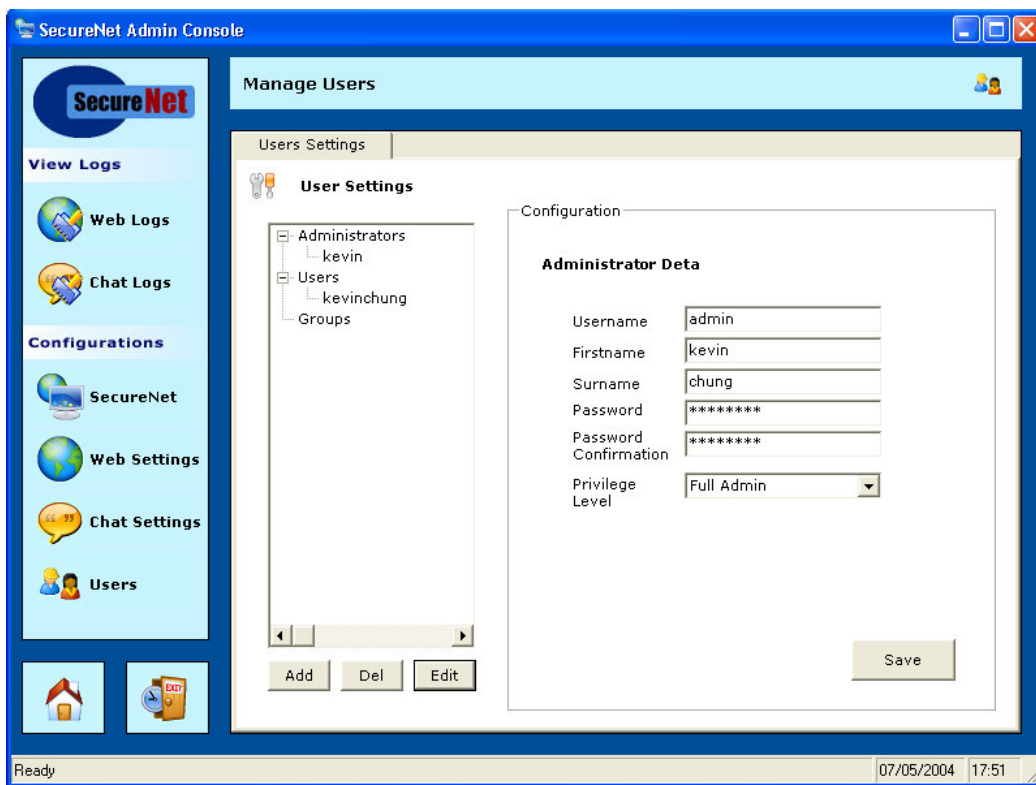 SecureNet Admin Console
SecureNet
View Logs
Web Logs
Chat Logs
Configurations
SecureNet
Web Settings
Chat Settings
Users
EXIT
Manage Users
Users Settings
User Settings
Administrators
kevin
Users
kevinchung
Groups
Add Del Edit
Configuration
Administrator Deta
Username admin
Firstname kevin
Surname chung
Password ********
Password
Confirmation ********
Privilege
Level Full Admin
Save
Ready 07/05/2004 17:51